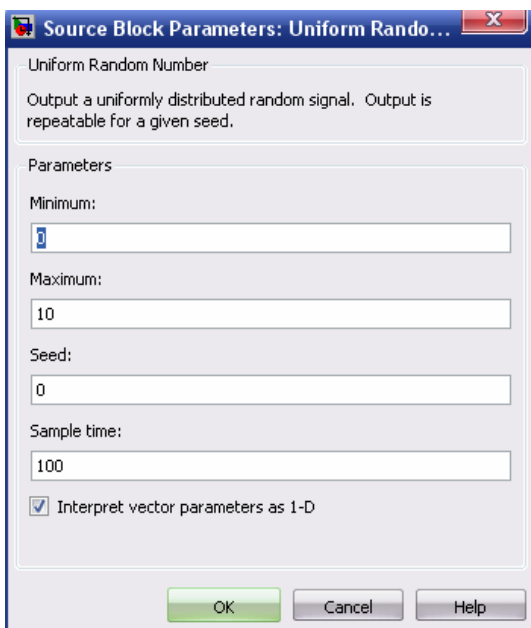 Source Block Parameters: Uniform Rando...
Uniform Random Number
Output a uniformly distributed random signal. Output is
repeatable for a given seed.
Parameters
Minimum:
0
Maximum:
10
Seed:
0
Sample time:
100
Interpret vector parameters as 1-D
OK Cancel Help